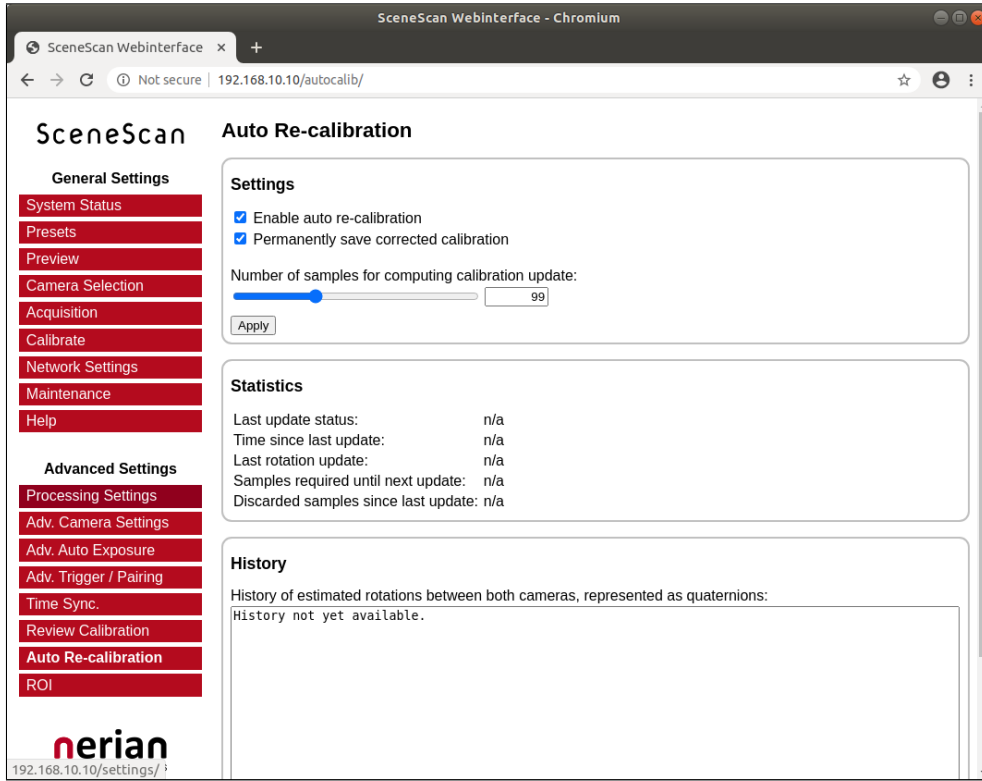 SceneScan Webinterface - Chromium
SceneScan Webinterface × +
Not secure | 192.168.10.10/autocalib/
SceneScan
General Settings
System Status
Presets
Preview
Camera Selection
Acquisition
Calibrate
Network Settings
Maintenance
Help
Advanced Settings
Processing Settings
Adv. Camera Settings
Adv. Auto Exposure
Adv. Trigger / Pairing
Time Sync.
Review Calibration
Auto Re-calibration
ROI
nerian
192.168.10.10/settings/
Auto Re-calibration
Settings
Enable auto re-calibration
Permanently save corrected calibration
Number of samples for computing calibration update:
99
Apply
Statistics
Last update status: n/a
Time since last update: n/a
Last rotation update: n/a
Samples required until next update: n/a
Discarded samples since last update: n/a
History
History of estimated rotations between both cameras, represented as quaternions:
History not yet available.